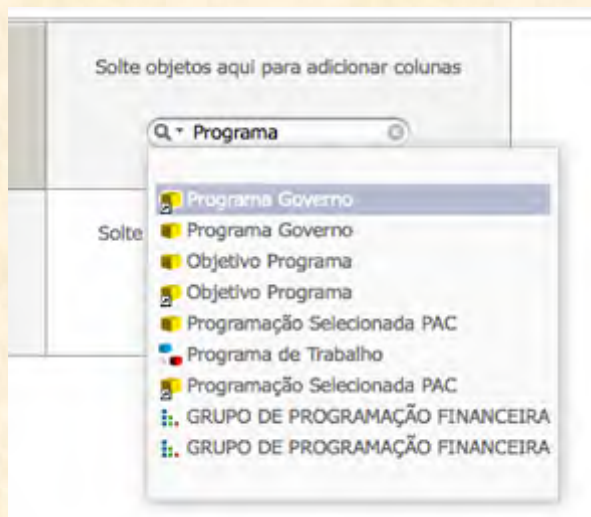 Solte objetos aqui para adicionar colunas
Programa
Programa Governo
Programa Governo
Solte
Objetivo Programa
Objetivo Programa
Programação Selecionada PAC
Programa de Trabalho
Programação Selecionada PAC
GRUPO DE PROGRAMAÇÃO FINANCEIRA
GRUPO DE PROGRAMAÇÃO FINANCEIRA